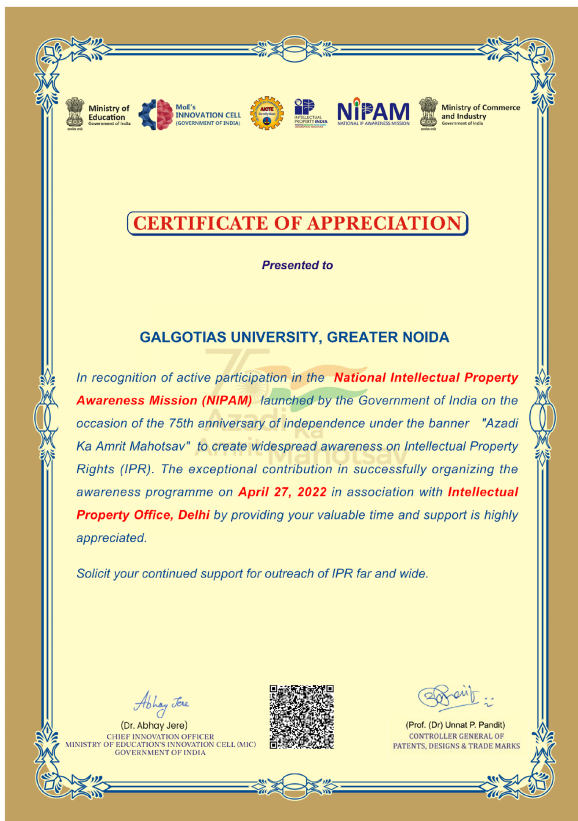 Ministry of
Education
Government of India
MoE's
INNOVATION CELL
(GOVERNMENT OF INDIA)
AICTE
INTELLECTUAL
PROPERTY INDIA
NIPAM
NATIONAL IP AWARENESS MISSION
Ministry of Commerce
and Industry
Government of India
CERTIFICATE OF APPRECIATION
Presented to
GALGOTIAS UNIVERSITY, GREATER NOIDA
In recognition of active participation in the National Intellectual Property
Awareness Mission (NIPAM) launched by the Government of India on the
occasion of the 75th anniversary of independence under the banner "Azadi
Ka Amrit Mahotsav" to create widespread awareness on Intellectual Property
Rights (IPR). The exceptional contribution in successfully organizing the
awareness programme on April 27, 2022 in association with Intellectual
Property Office, Delhi by providing your valuable time and support is highly
appreciated.
Azadi
Ka
Amrit Mahotsav
Solicit your continued support for outreach of IPR far and wide.
Abhay Jere
(Dr. Abhay Jere)
CHIEF INNOVATION OFFICER
MINISTRY OF EDUCATION'S INNOVATION CELL (MIC)
GOVERNMENT OF INDIA
(Prof. (Dr) Unnat P. Pandit)
CONTROLLER GENERAL OF
PATENTS, DESIGNS & TRADE MARKS